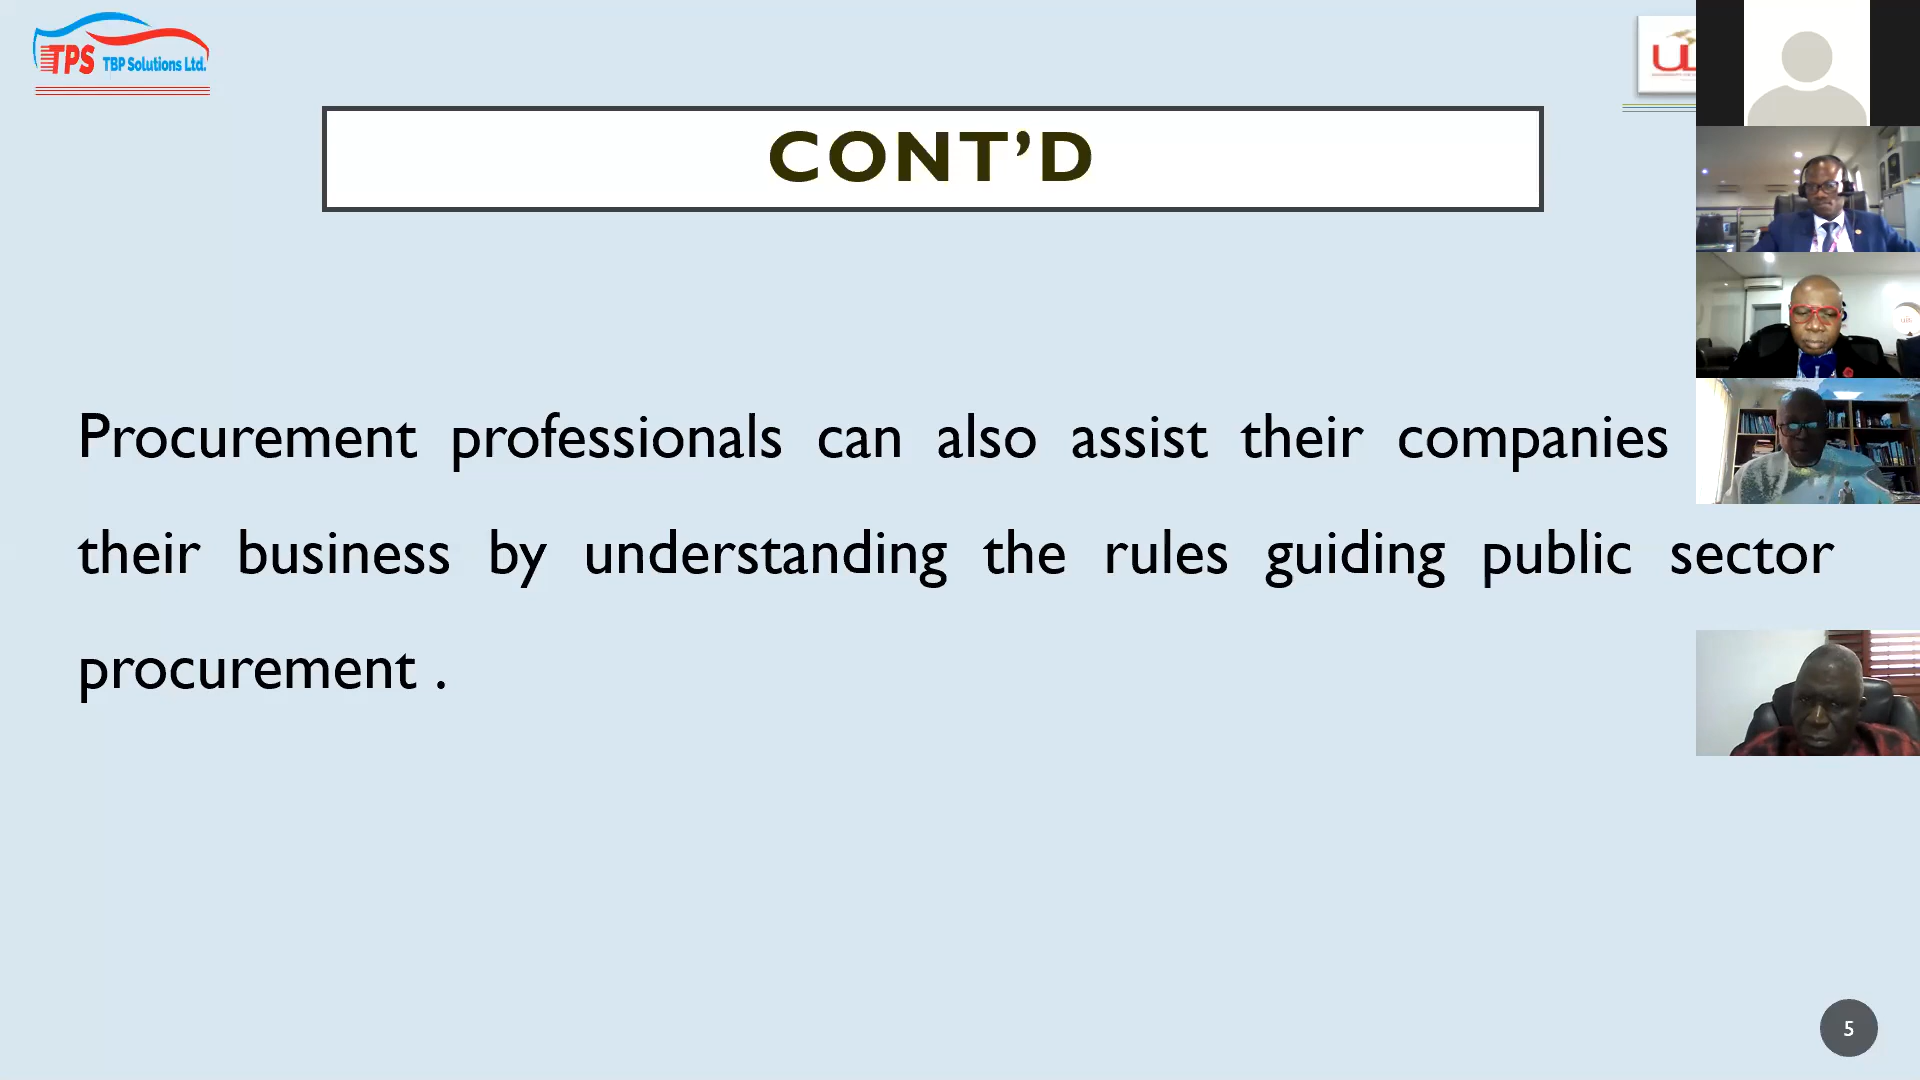 TPS TBP Solutions Ltd.
CONT’D
Procurement professionals can also assist their companies
their business by understanding the rules guiding public sector
procurement .
5